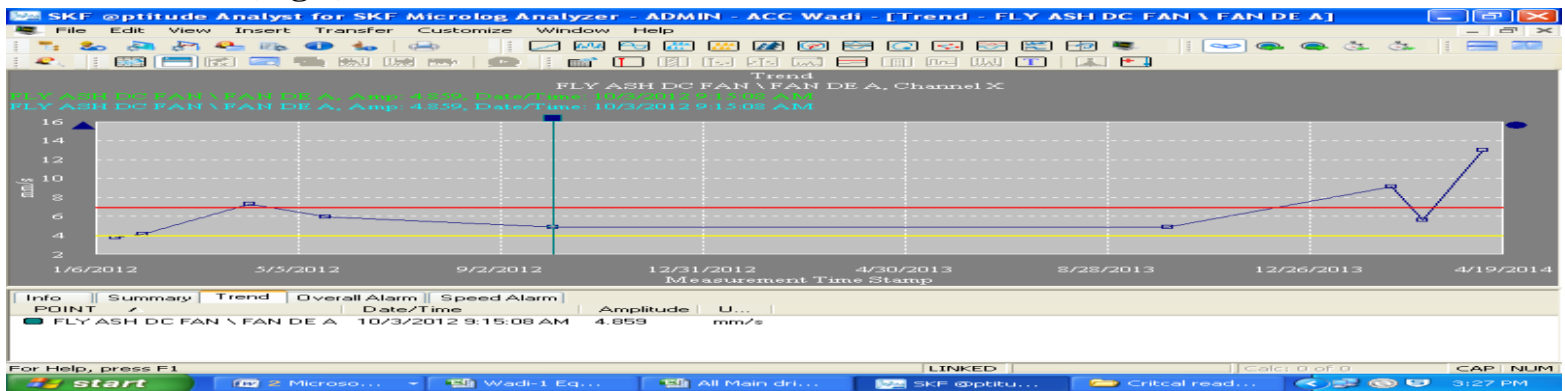 SKF @ptitude Analyst for SKF Microlog Analyzer - ADMIN - ACC Wadi - [Trend - FLY ASH DC FAN \ FAN DE A]
File Edit View Insert Transfer Customize Window Help
Trend
FLY ASH DC FAN \ FAN DE A, Channel X
FLY ASH DC FAN \ FAN DE A, Amp: 4.859, Date/Time: 10/3/2012 9:15:08 AM
FLY ASH DC FAN \ FAN DE A, Amp: 4.859, Date/Time: 10/3/2012 9:15:08 AM
16
14
12
10
8
6
4
2
mm/s
1/6/2012 5/5/2012 9/2/2012 12/31/2012 4/30/2013 8/28/2013 12/26/2013 4/19/2014
Measurement Time Stamp
Info Summary Trend Overall Alarm Speed Alarm
POINT Date/Time Amplitude U...
FLY ASH DC FAN \ FAN DE A 10/3/2012 9:15:08 AM 4.859 mm/s
For Help, press F1 LINKED Calc: 0 of 0 CAP NUM
start 2 Microso... Wadi-1 Eq... All Main dri... SKF @ptitu... Critcal read... 3:27 PM